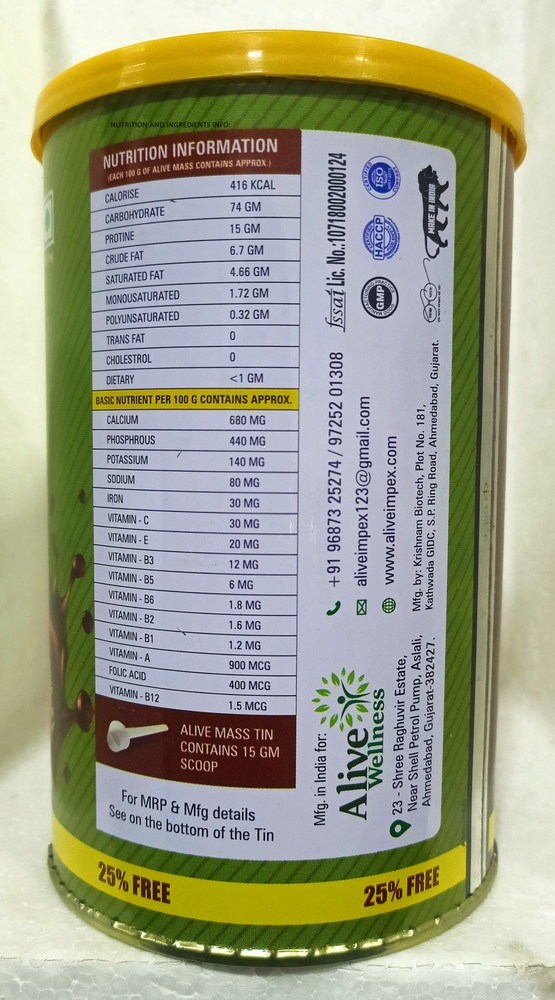 NUTRITION AND INGREDIENTS INFO:
NUTRITION INFORMATION
(EACH 100 G OF ALIVE MASS CONTAINS APPROX.)
CALORISE 416 KCAL
CARBOHYDRATE 74 GM
PROTINE 15 GM
CRUDE FAT 6.7 GM
SATURATED FAT 4.66 GM
MONOUSATURATED 1.72 GM
POLYUNSATURATED 0.32 GM
TRANS FAT 0
CHOLESTROL 0
DIETARY <1 GM
BASIC NUTRIENT PER 100 G CONTAINS APPROX.
CALCIUM 680 MG
PHOSPHROUS 440 MG
POTASSIUM 140 MG
SODIUM 80 MG
IRON 30 MG
VITAMIN - C 30 MG
VITAMIN - E 20 MG
VITAMIN - B3 12 MG
VITAMIN - B5 6 MG
VITAMIN - B6 1.8 MG
VITAMIN - B2 1.6 MG
VITAMIN - B1 1.2 MG
VITAMIN - A 900 MCG
FOLIC ACID 400 MCG
VITAMIN - B12 1.5 MCG
ALIVE MASS TIN
CONTAINS 15 GM
SCOOP
For MRP & Mfg details
See on the bottom of the Tin
Mfg. in India for:
Alive
Wellness
23 - Shree Raghuvir Estate,
Near Shell Petrol Pump, Aslali,
Ahmedabad, Gujarat-382427.
+91 96873 25274 / 97252 01308
aliveimpex123@gmail.com
www.aliveimpex.com
Mfg. by: Krishnam Biotech, Plot No. 181,
Kathwada GIDC, S.P. Ring Road, Ahmedabad, Gujarat.
fssai Lic. No.:10718002000124
ISO
HACCP
GMP
MAKE IN INDIA
25% FREE
25% FREE